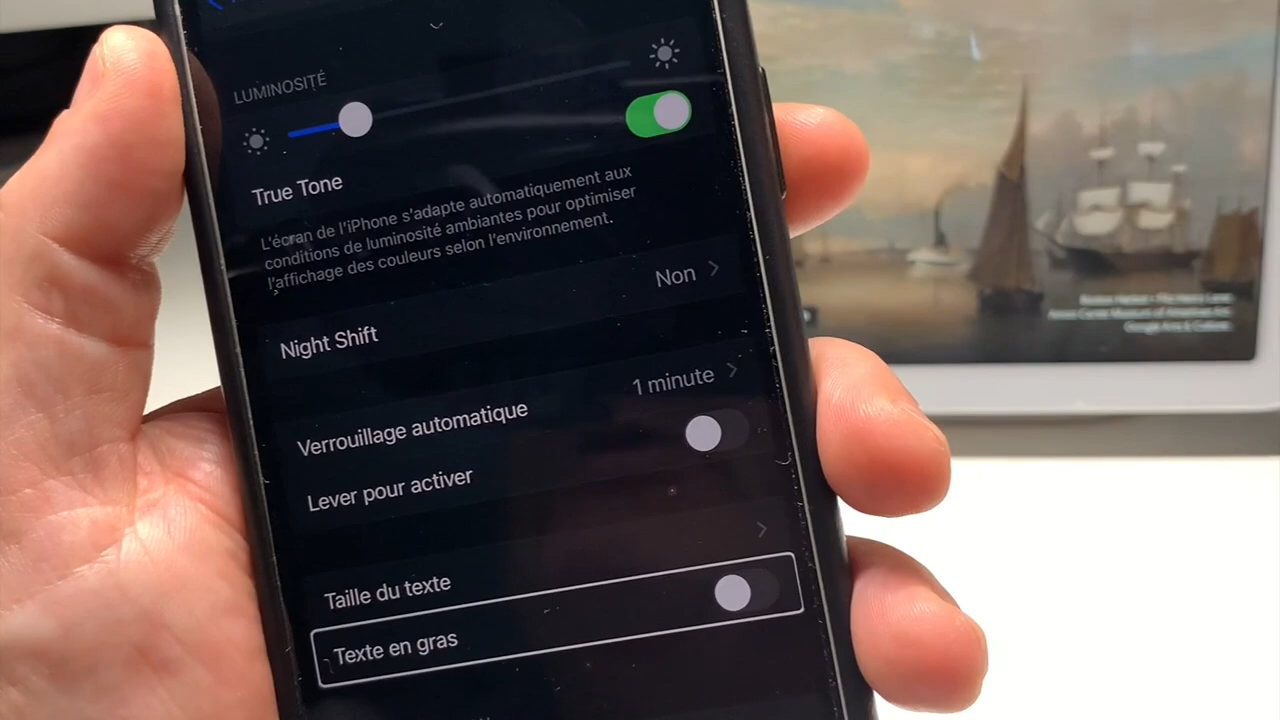 LUMINOSITÉ
True Tone
L'écran de l'iPhone s'adapte automatiquement aux
conditions de luminosité ambiantes pour optimiser
l'affichage des couleurs selon l'environnement.
Night Shift Non
Verrouillage automatique 1 minute
Lever pour activer
Taille du texte
Texte en gras